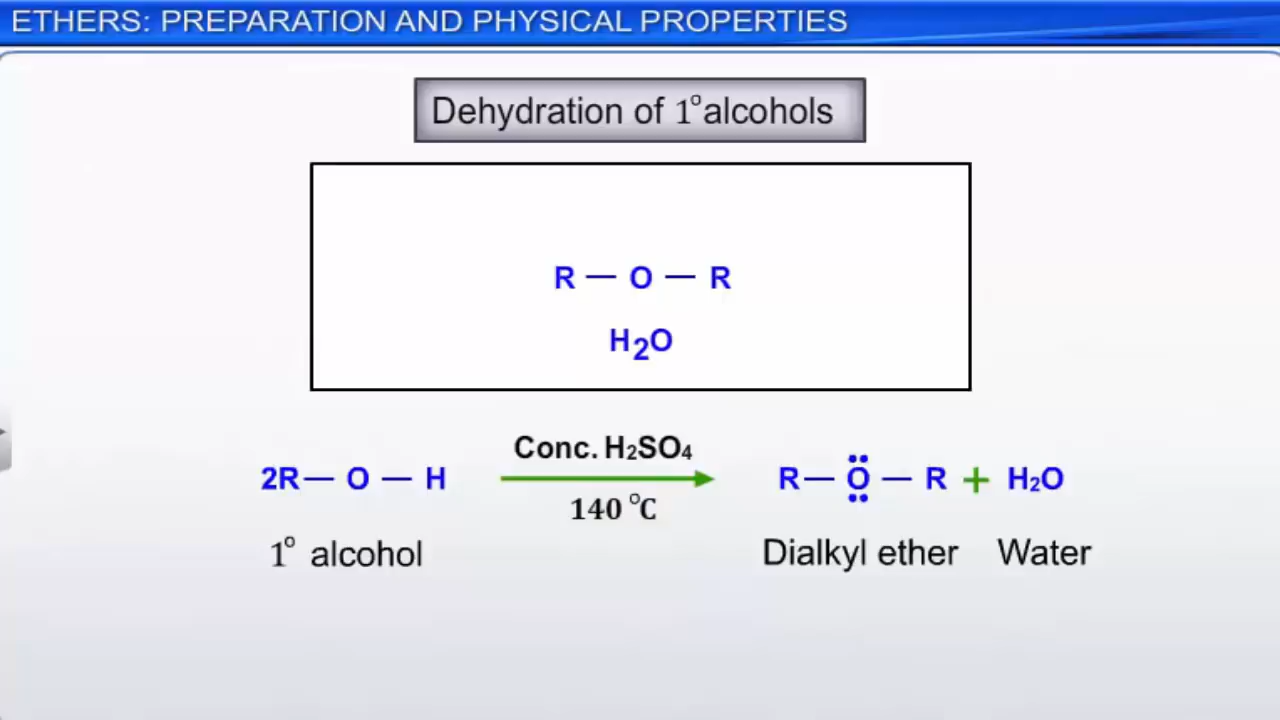 ETHERS: PREPARATION AND PHYSICAL PROPERTIES
Dehydration of 1° alcohols
R — O — R
H₂O
Conc. H₂SO₄
2R — O — H → R — Ö — R + H₂O
140 °C
1° alcohol Dialkyl ether Water